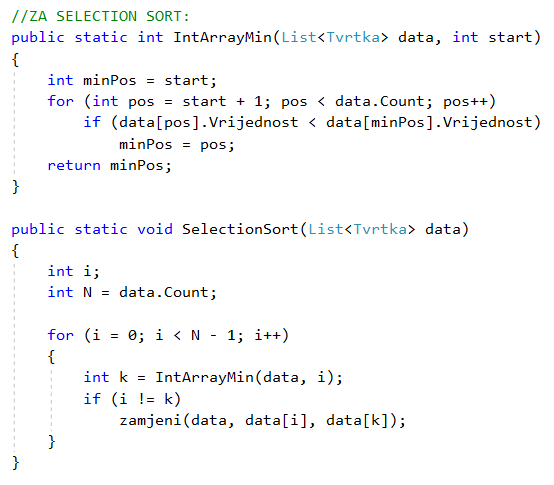 //ZA SELECTION SORT:
public static int IntArrayMin(List<Tvrtka> data, int start)
{
    int minPos = start;
    for (int pos = start + 1; pos < data.Count; pos++)
        if (data[pos].Vrijednost < data[minPos].Vrijednost)
            minPos = pos;
    return minPos;
}

public static void SelectionSort(List<Tvrtka> data)
{
    int i;
    int N = data.Count;

    for (i = 0; i < N - 1; i++)
    {
        int k = IntArrayMin(data, i);
        if (i != k)
            zamjeni(data, data[i], data[k]);
    }
}